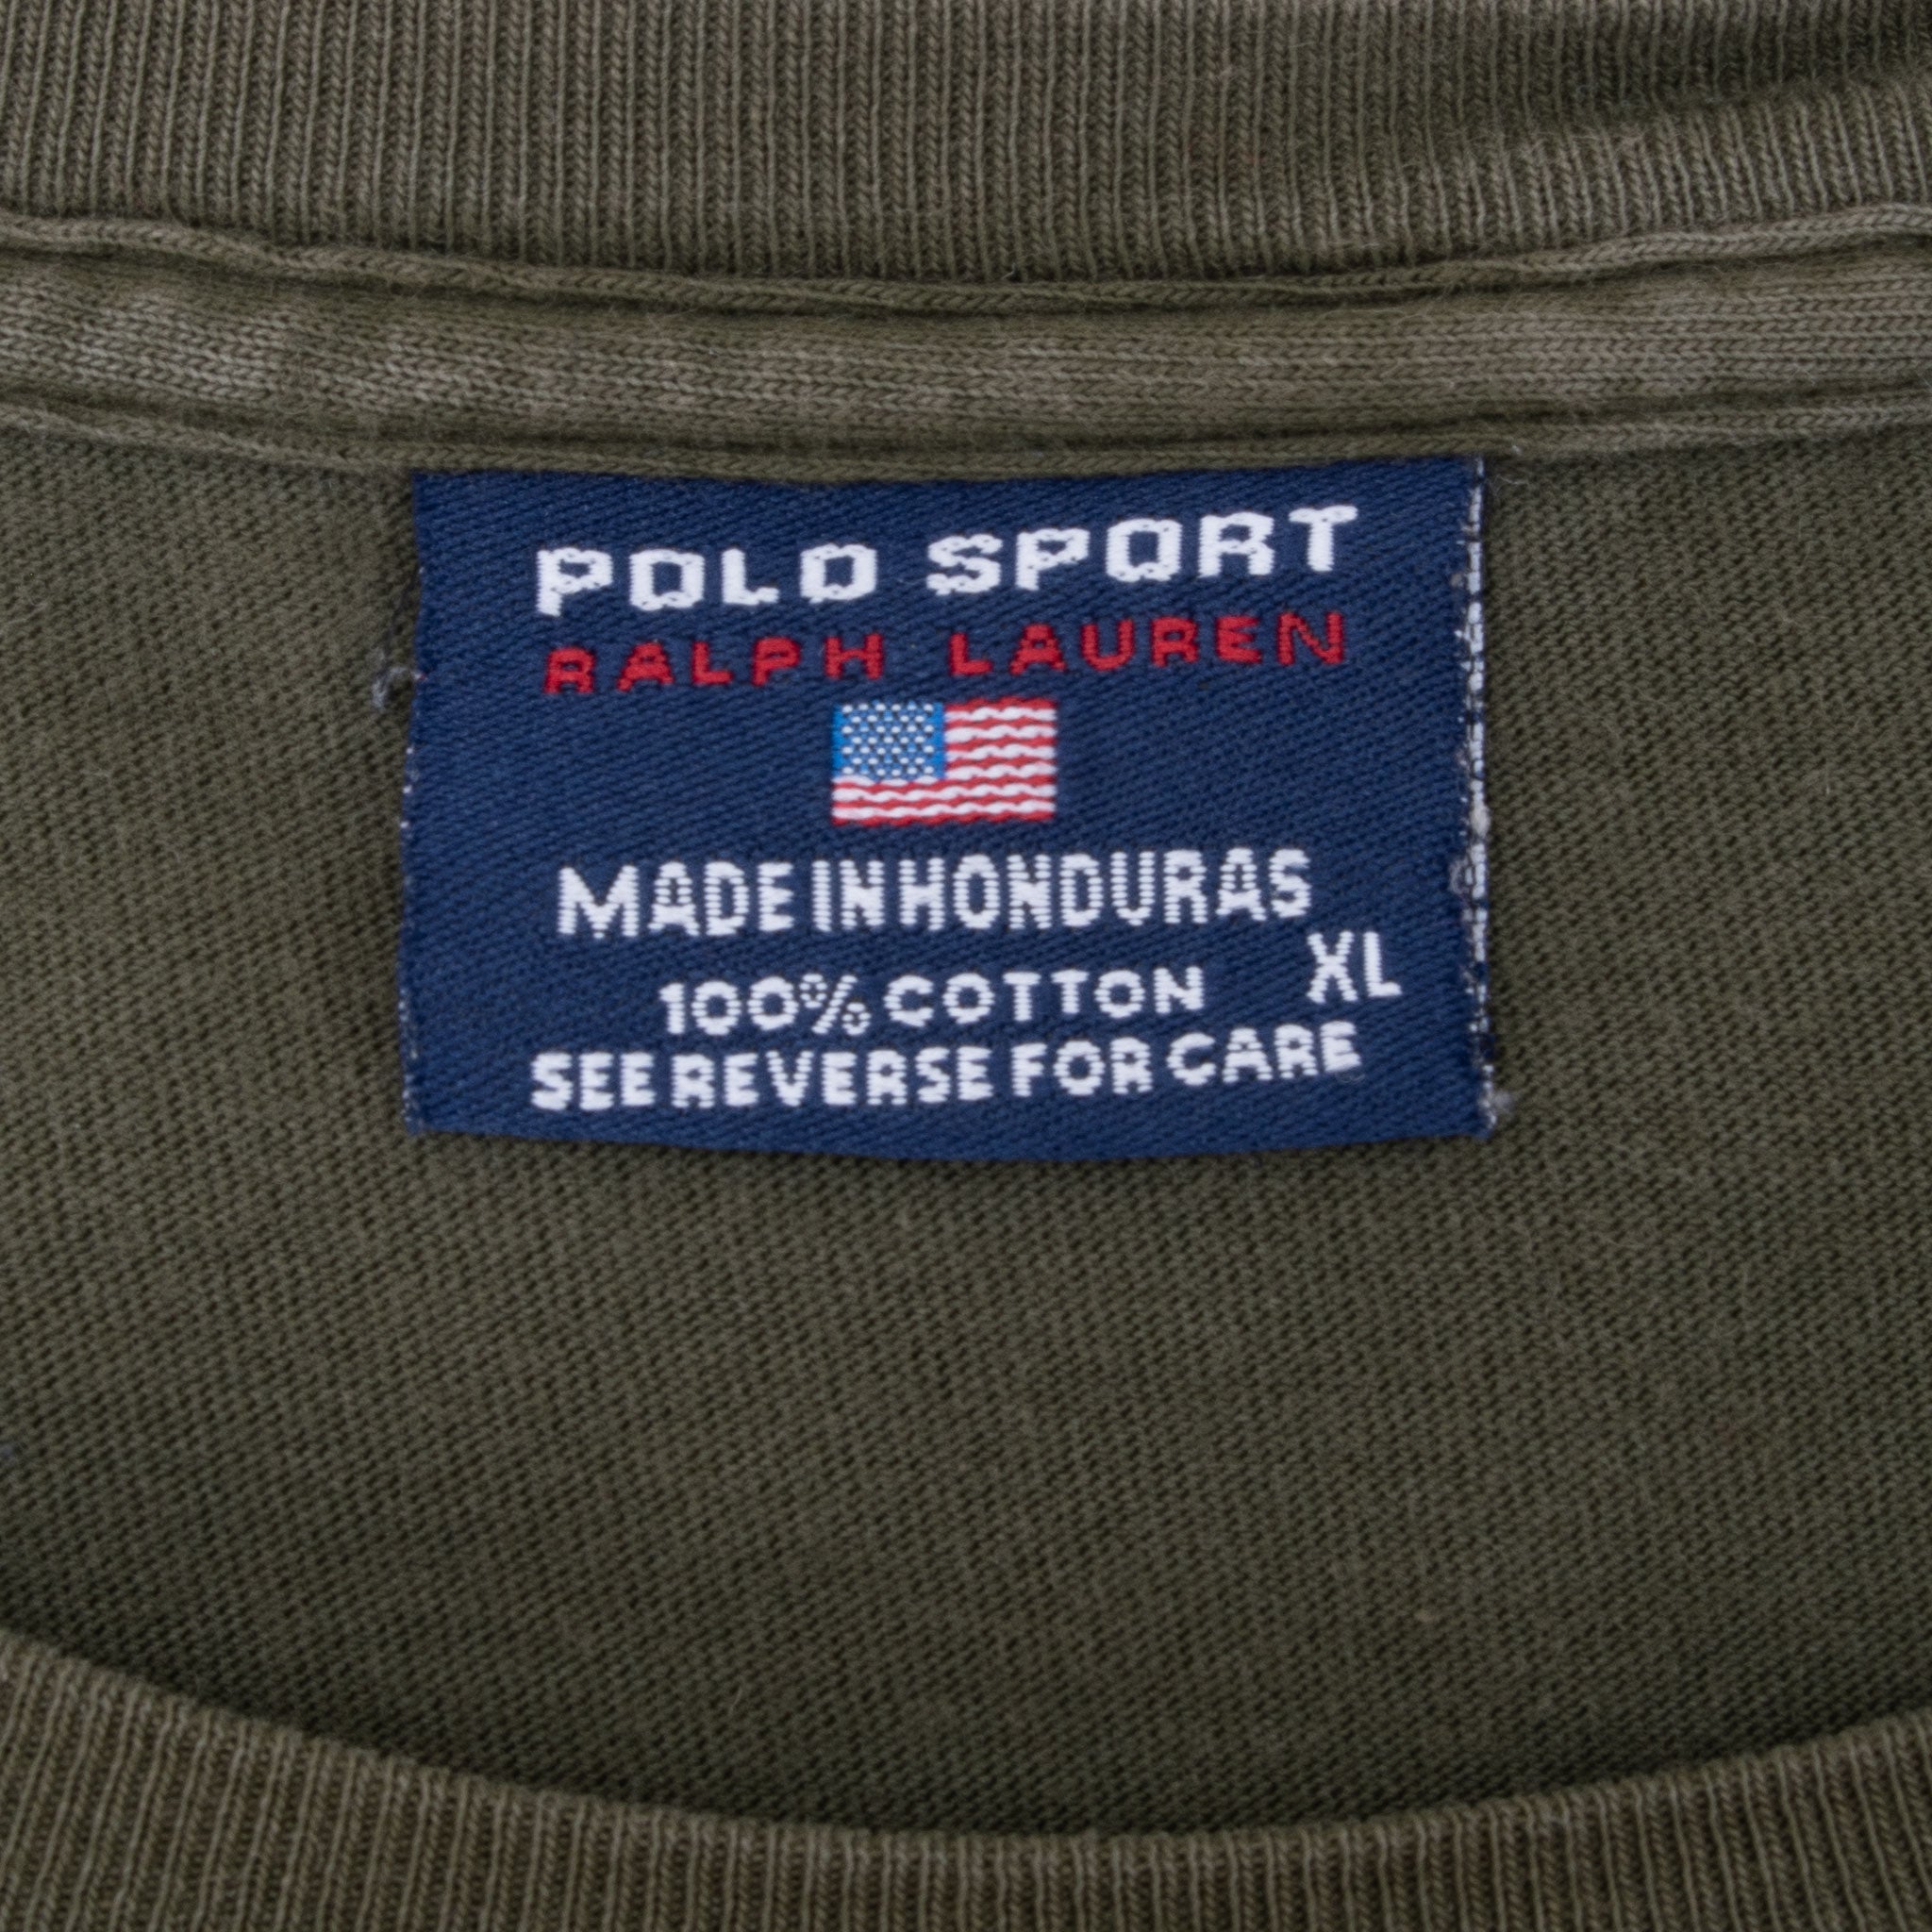 POLO SPORT
RALPH LAUREN
MADE IN HONDURAS
XL
100% COTTON
SEE REVERSE FOR CARE